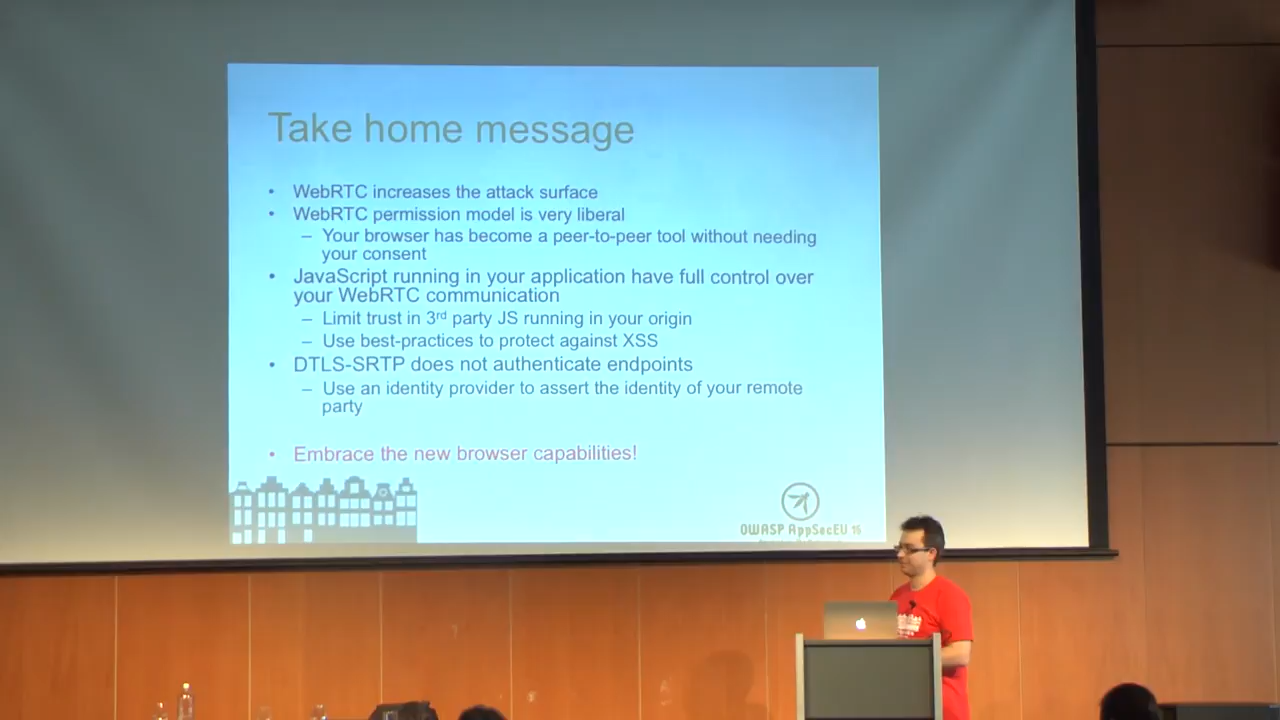 Take home message
• WebRTC increases the attack surface
• WebRTC permission model is very liberal
– Your browser has become a peer-to-peer tool without needing
your consent
• JavaScript running in your application have full control over
your WebRTC communication
– Limit trust in 3rd party JS running in your origin
– Use best-practices to protect against XSS
• DTLS-SRTP does not authenticate endpoints
– Use an identity provider to assert the identity of your remote
party
• Embrace the new browser capabilities!
OWASP AppSecEU 15